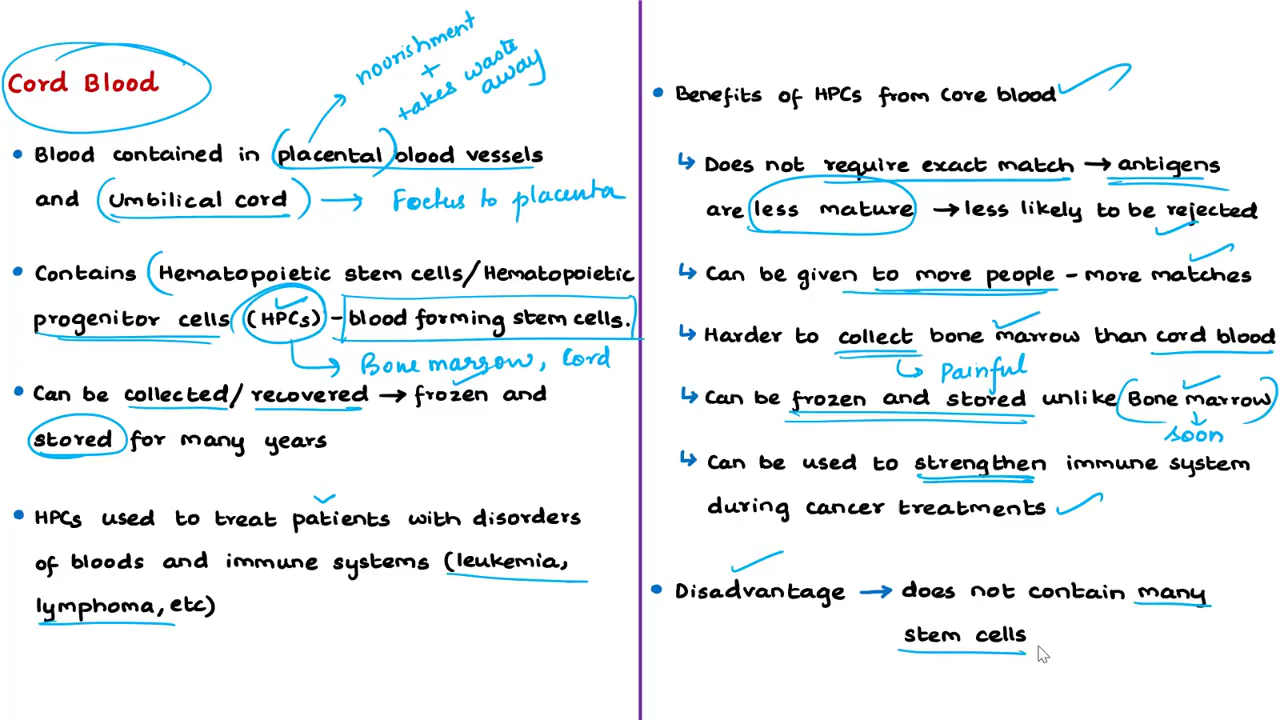 Cord Blood
nourishment
+
takes waste
away
• Blood contained in (placental) blood vessels
and (Umbilical cord) → Foetus to placenta
• Contains (Hematopoietic stem cells/Hematopoietic
progenitor cells (HPCs) - blood forming stem cells.
→ Bone marrow, Cord
• Can be collected/recovered → frozen and
stored for many years
• HPCs used to treat patients with disorders
of bloods and immune systems (leukemia,
lymphoma, etc)
• Benefits of HPCs from core blood
↳ Does not require exact match → antigens
are less mature → less likely to be rejected
↳ Can be given to more people - more matches
↳ Harder to collect bone marrow than cord blood
↳ Painful
↳ Can be frozen and stored unlike (Bone marrow)
soon
↳ Can be used to strengthen immune system
during cancer treatments
• Disadvantage → does not contain many
stem cells